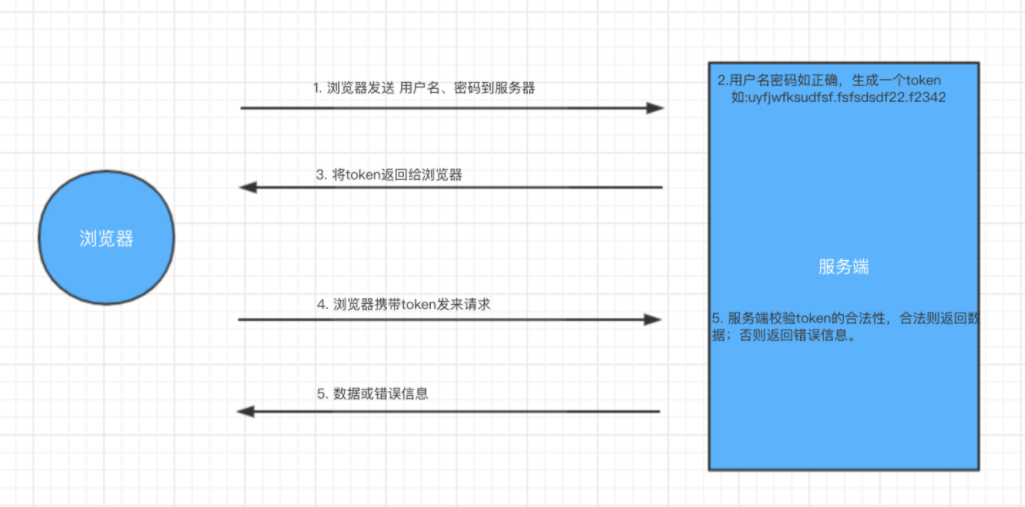 1. 浏览器发送 用户名、密码到服务器
2.用户名密码如正确，生成一个token
如:uyfjwfksudfsf.fsfsdsdf22.f2342
3. 将token返回给浏览器
浏览器
服务端
4. 浏览器携带token发来请求
5. 服务端校验token的合法性，合法则返回数
据；否则返回错误信息。
5. 数据或错误信息